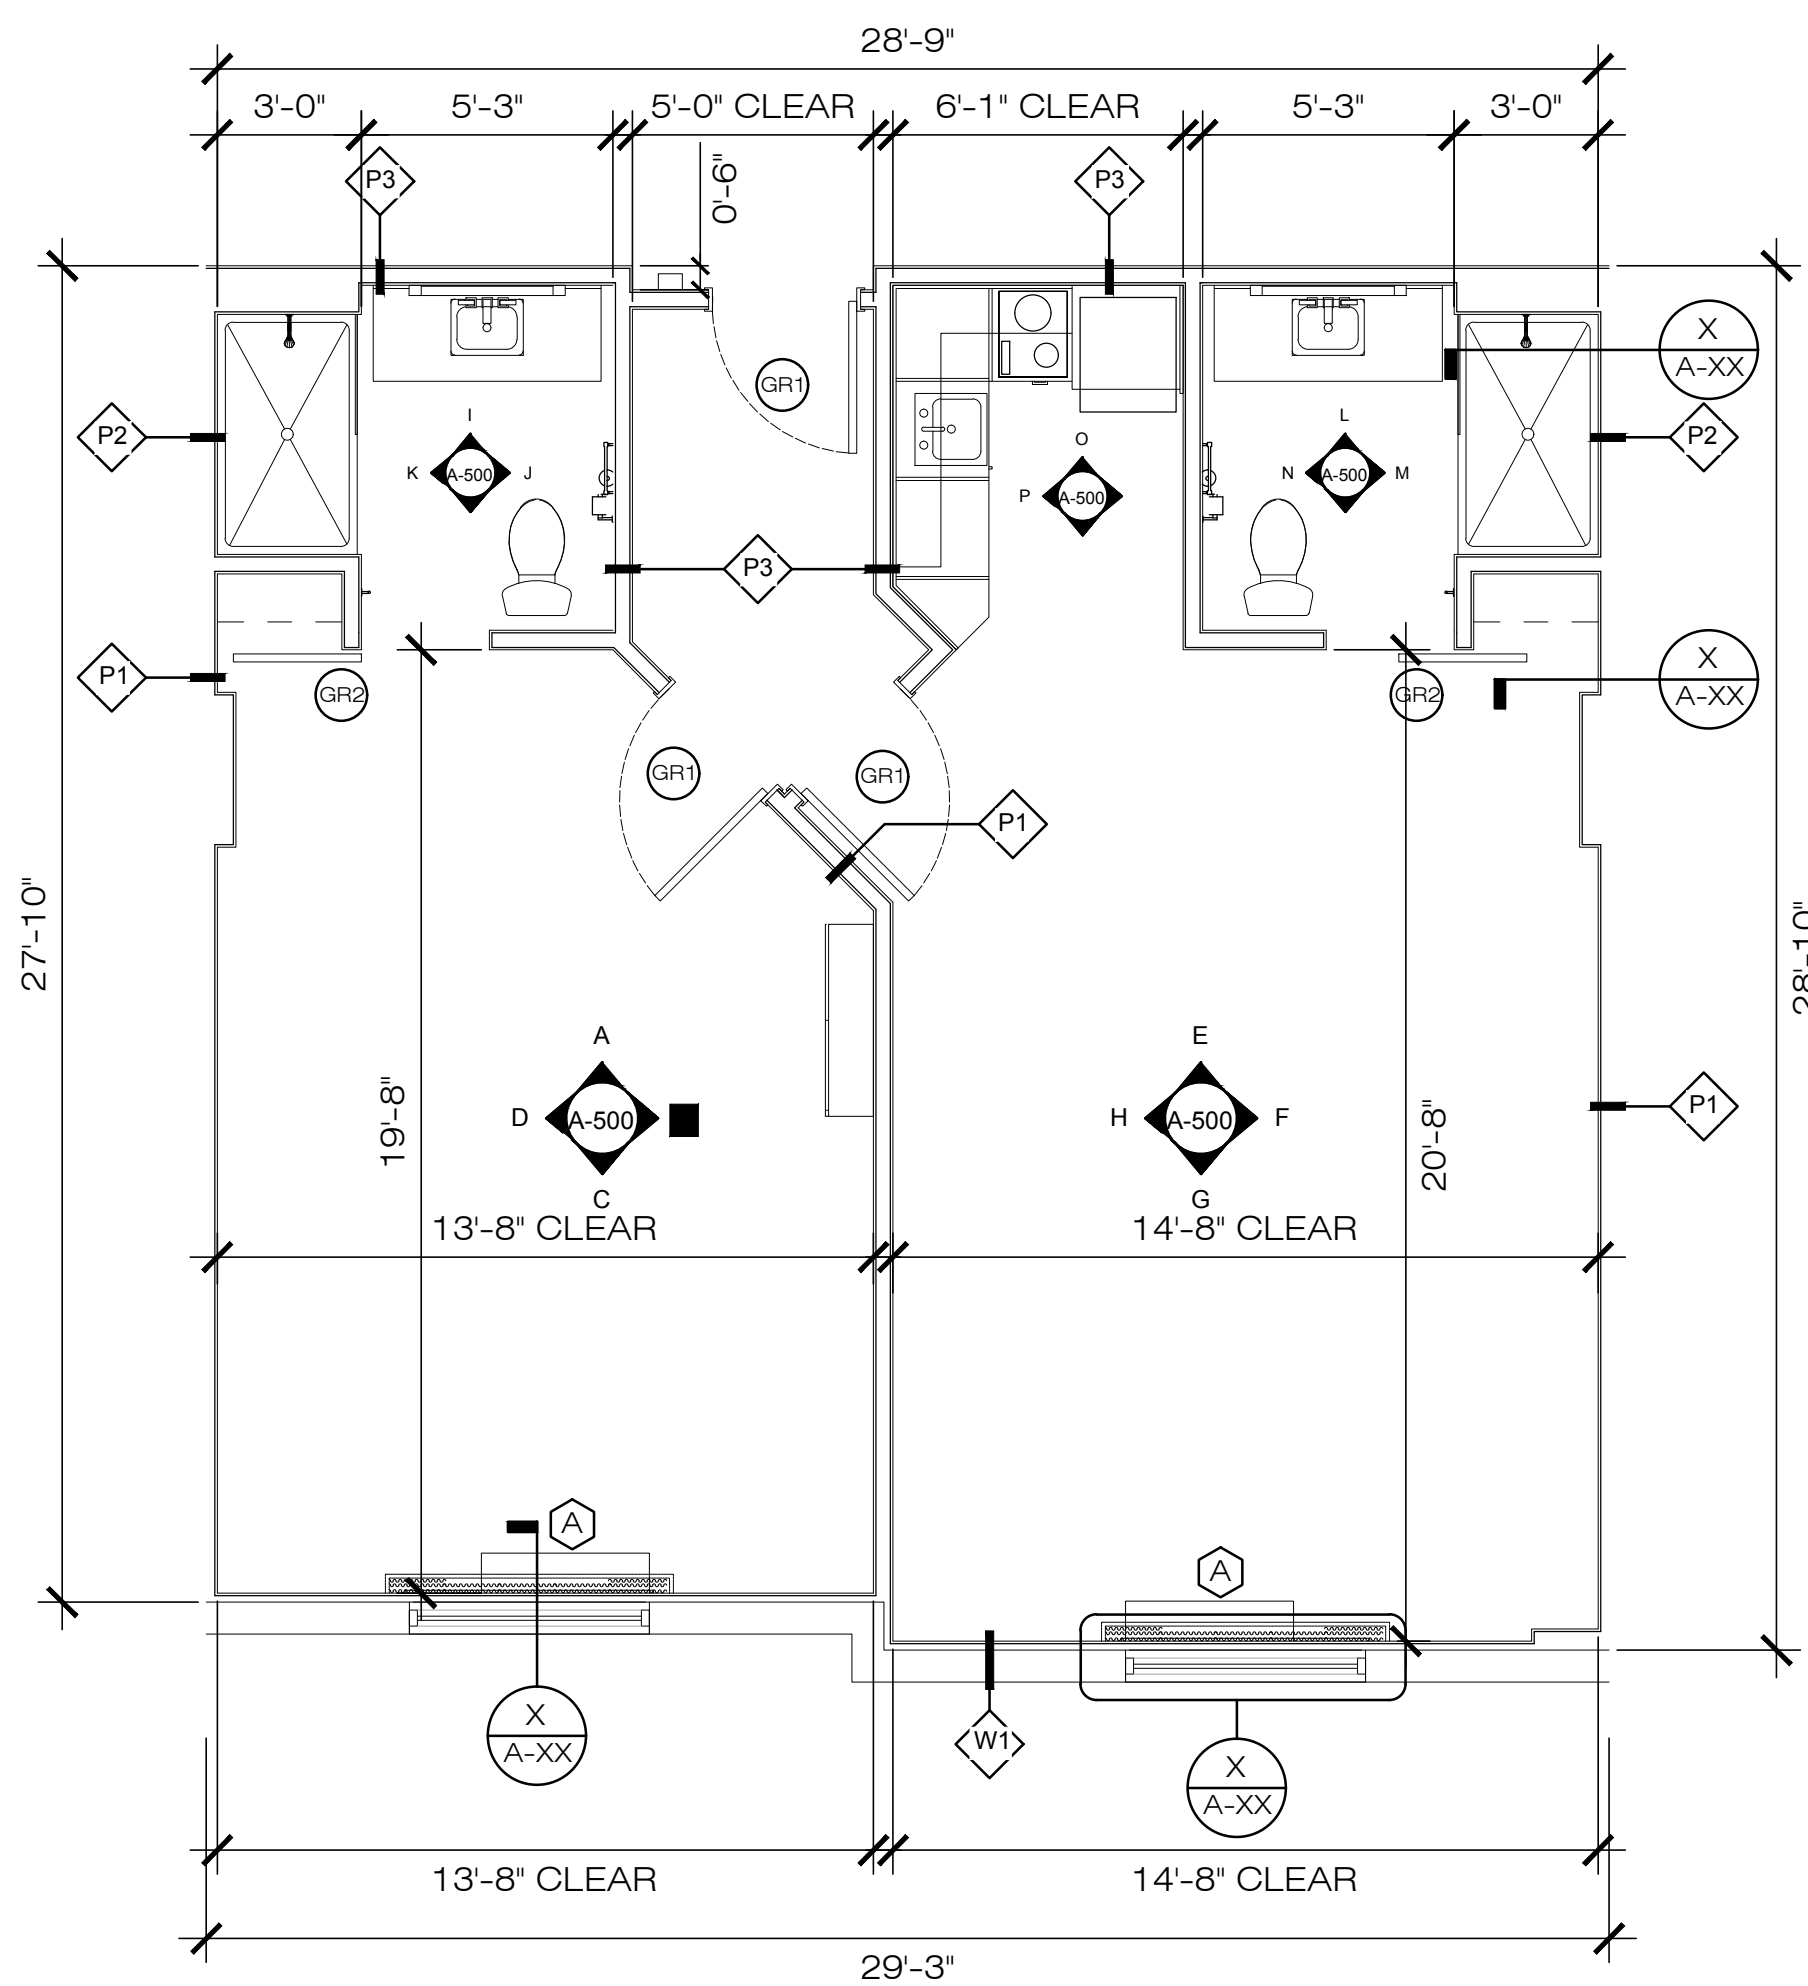 28'-9"
3'-0"
5'-3"
5'-0" CLEAR
6'-1" CLEAR
5'-3"
3'-0"
P3
0'-6"
P3
X
A-XX
GR1
P2
I
K
A-500
J
O
P
A-500
L
N
A-500
M
P2
P3
P1
GR2
GR2
X
A-XX
GR1
GR1
P1
27'-10"
28'-10"
A
D
A-500
C
19'-8"
E
H
A-500
F
G
20'-8"
P1
13'-8" CLEAR
14'-8" CLEAR
A
A
X
A-XX
W1
X
A-XX
13'-8" CLEAR
14'-8" CLEAR
29'-3"